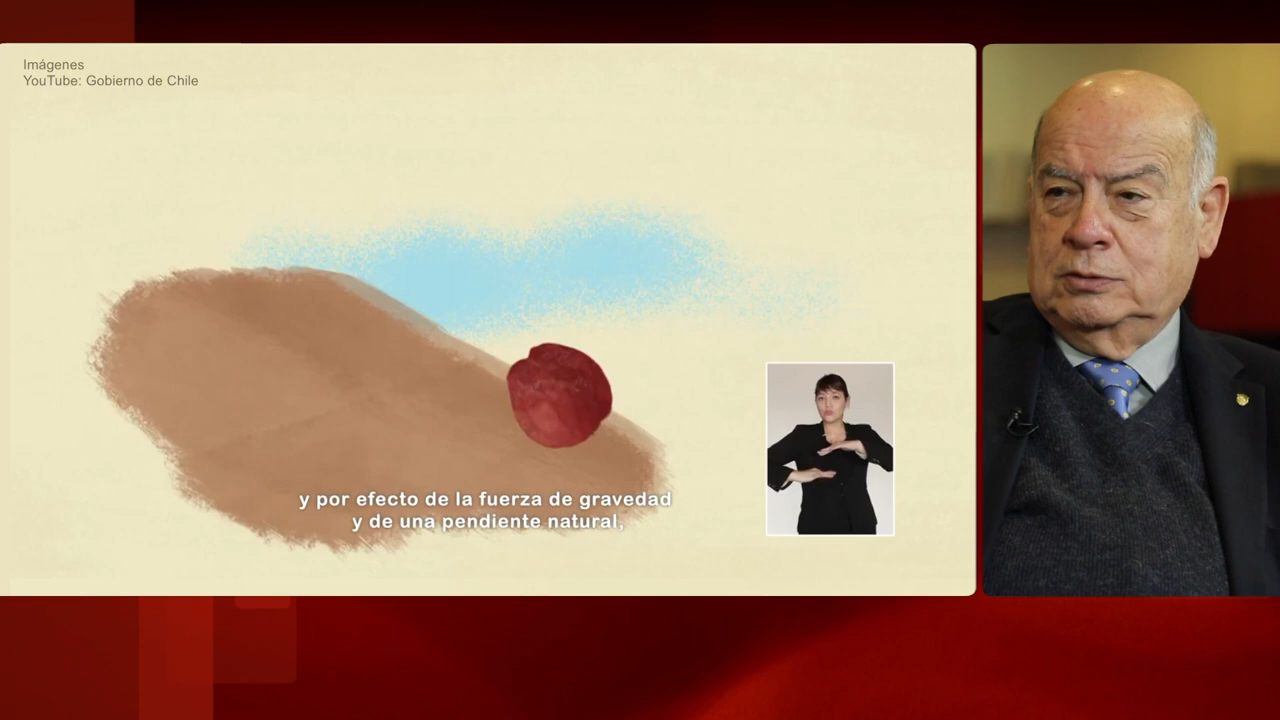 Imágenes
YouTube: Gobierno de Chile
y por efecto de la fuerza de gravedad
y de una pendiente natural,